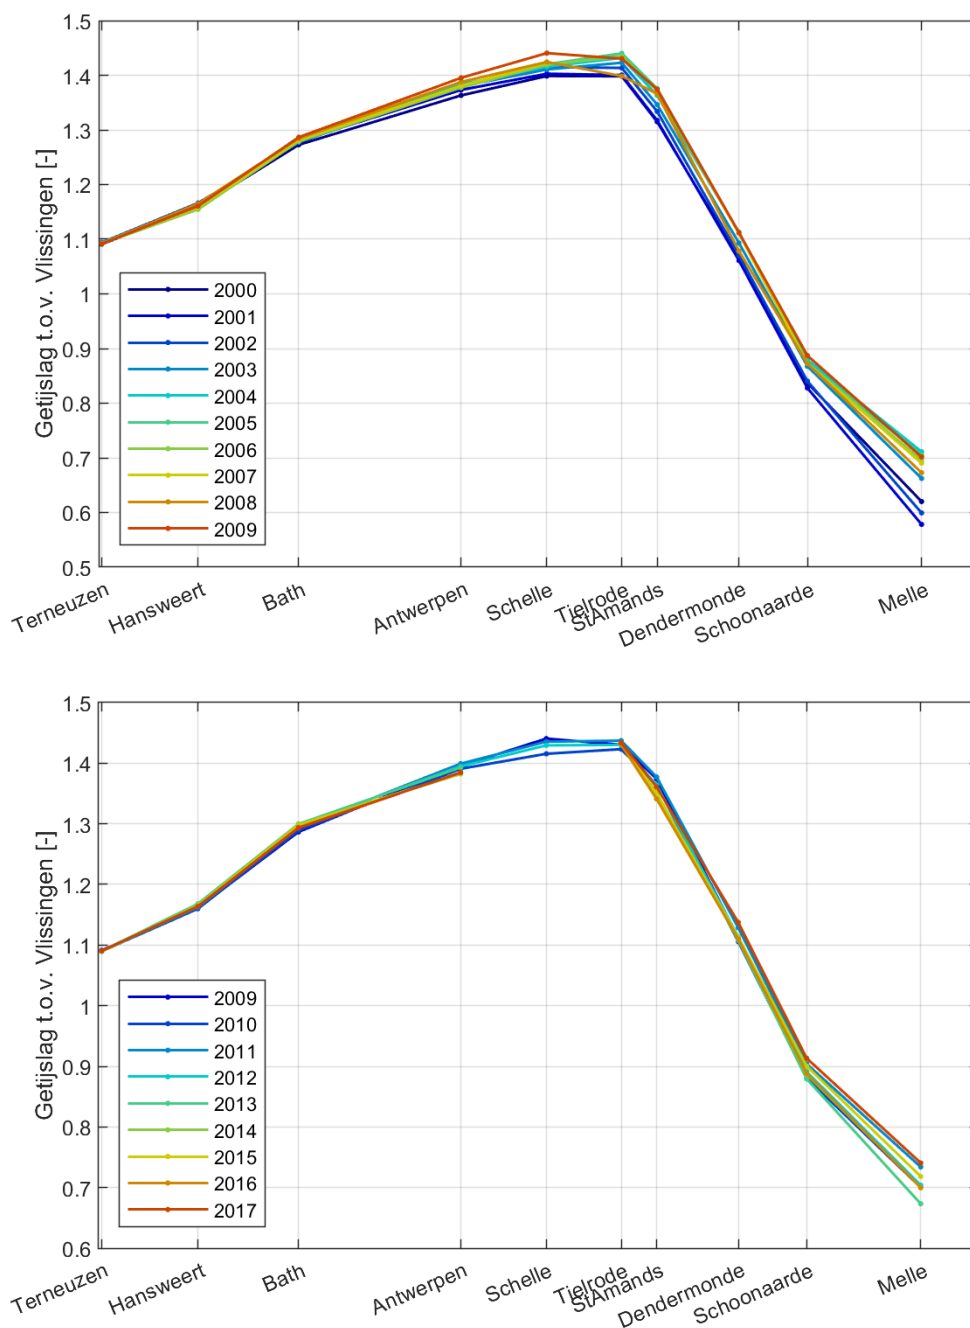 Getijslag t.o.v. Vlissingen [-]
1.5
1.4
1.3
1.2
1.1
1
0.9
0.8
0.7
0.6
0.5
2000
2001
2002
2003
2004
2005
2006
2007
2008
2009
Terneuzen
Hansweert
Bath
Antwerpen
Schelle
Tielrode
StAmands
Dendermonde
Schoonaarde
Melle
Getijslag t.o.v. Vlissingen [-]
1.5
1.4
1.3
1.2
1.1
1
0.9
0.8
0.7
0.6
2009
2010
2011
2012
2013
2014
2015
2016
2017
Terneuzen
Hansweert
Bath
Antwerpen
Schelle
Tielrode
StAmands
Dendermonde
Schoonaarde
Melle